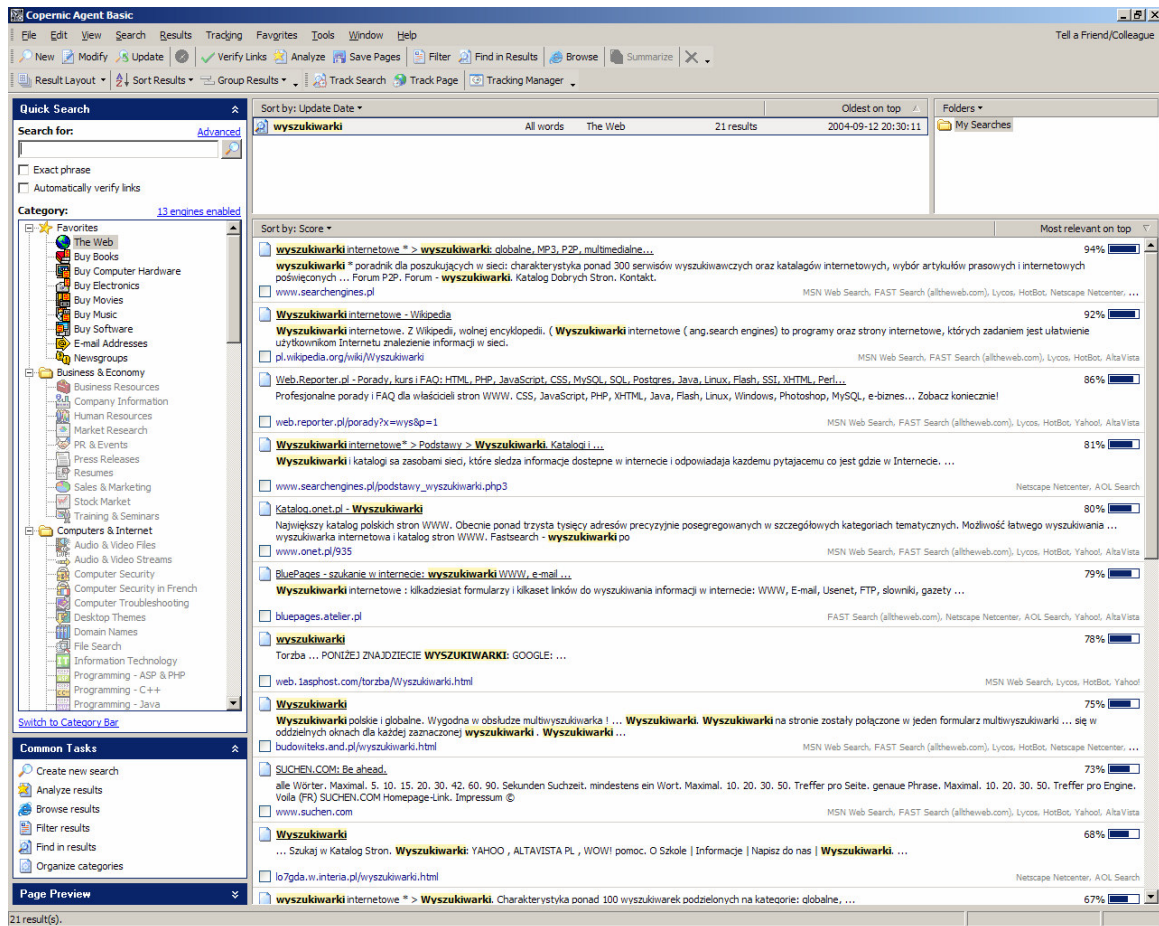 Copernic Agent Basic
File Edit View Search Results Tracking Favorites Tools Window Help Tell a Friend/Colleague
New Modify Update Verify Links Analyze Save Pages Filter Find in Results Browse Summarize
Result Layout Sort Results Group Results Track Search Track Page Tracking Manager
Quick Search
Search for: Advanced
Exact phrase
Automatically verify links
Category: 13 engines enabled
Favorites
The Web
Buy Books
Buy Computer Hardware
Buy Electronics
Buy Movies
Buy Music
Buy Software
E-mail Addresses
Newsgroups
Business & Economy
Business Resources
Company Information
Human Resources
Market Research
PR & Events
Press Releases
Resumes
Sales & Marketing
Stock Market
Training & Seminars
Computers & Internet
Audio & Video Files
Audio & Video Streams
Computer Security
Computer Security in French
Computer Troubleshooting
Desktop Themes
Domain Names
File Search
Information Technology
Programming - ASP & PHP
Programming - C++
Programming - Java
Switch to Category Bar
Common Tasks
Create new search
Analyze results
Browse results
Filter results
Find in results
Organize categories
Page Preview
Sort by: Update Date Oldest on top
wyszukiwarki All words The Web 21 results 2004-09-12 20:30:11
Folders
My Searches
Sort by: Score Most relevant on top
wyszukiwarki internetowe * > wyszukiwarki: globalne, MP3, P2P, multimedialne... 94%
wyszukiwarki * poradnik dla poszukujących w sieci: charakterystyka ponad 300 serwisów wyszukiwawczych oraz katalagów internetowych, wybór artykułów prasowych i internetowych
poświęconych ... Forum P2P. Forum - wyszukiwarki. Katalog Dobrych Stron. Kontakt.
www.searchengines.pl MSN Web Search, FAST Search (alltheweb.com), Lycos, HotBot, Netscape Netcenter, ...
Wyszukiwarki internetowe - Wikipedia 92%
Wyszukiwarki internetowe. Z Wikipedii, wolnej encyklopedii. ( Wyszukiwarki internetowe ( ang.search engines) to programy oraz strony internetowe, których zadaniem jest ułatwienie
użytkownikom Internetu znalezienie informacji w sieci.
pl.wikipedia.org/wiki/Wyszukiwarki MSN Web Search, FAST Search (alltheweb.com), Lycos, HotBot, AltaVista
Web.Reporter.pl - Porady, kurs i FAQ: HTML, PHP, JavaScript, CSS, MySQL, SQL, Postgres, Java, Linux, Flash, SSI, XHTML, Perl... 86%
Profesjonalne porady i FAQ dla właścicieli stron WWW. CSS, JavaScript, PHP, XHTML, Java, Flash, Linux, Windows, Photoshop, MySQL, e-biznes... Zobacz koniecznie!
web.reporter.pl/porady?x=wys&p=1 MSN Web Search, FAST Search (alltheweb.com), Lycos, HotBot, Yahoo!, AltaVista
Wyszukiwarki internetowe* > Podstawy > Wyszukiwarki. Katalogi i ... 81%
Wyszukiwarki i katalogi sa zasobami sieci, które sledza informacje dostepne w internecie i odpowiadaja kazdemu pytajacemu co jest gdzie w Internecie. ...
www.searchengines.pl/podstawy_wyszukiwarki.php3 Netscape Netcenter, AOL Search
Katalog.onet.pl - Wyszukiwarki 80%
Największy katalog polskich stron WWW. Obecnie ponad trzysta tysięcy adresów precyzyjnie posegregowanych w szczegółowych kategoriach tematycznych. Możliwość łatwego wyszukiwania ...
wyszukiwarka internetowa i katalog stron WWW. Fastsearch - wyszukiwarki po
www.onet.pl/935 MSN Web Search, FAST Search (alltheweb.com), Lycos, HotBot, Yahoo!, AltaVista
BluePages - szukanie w internecie: wyszukiwarki WWW, e-mail ... 79%
Wyszukiwarki internetowe : kilkadziesiat formularzy i kilkaset linków do wyszukiwania informacji w internecie: WWW, E-mail, Usenet, FTP, slowniki, gazety ...
bluepages.atelier.pl FAST Search (alltheweb.com), Netscape Netcenter, AOL Search, Yahoo!, AltaVista
wyszukiwarki 78%
Torzba ... PONIŻEJ ZNAJDZIECIE WYSZUKIWARKI: GOOGLE: ...
web.1asphost.com/torzba/Wyszukiwarki.html MSN Web Search, Lycos, HotBot, Yahoo!
Wyszukiwarki 75%
Wyszukiwarki polskie i globalne. Wygodna w obsłudze multiwyszukiwarka ! ... Wyszukiwarki. Wyszukiwarki na stronie zostały połączone w jeden formularz multiwyszukiwarki ... się w
oddzielnych oknach dla każdej zaznaczonej wyszukiwarki . Wyszukiwarki ...
budowiteks.and.pl/wyszukiwarki.html MSN Web Search, FAST Search (alltheweb.com), Lycos, HotBot, Netscape Netcenter, ...
SUCHEN.COM: Be ahead. 73%
alle Wörter. Maximal. 5. 10. 15. 20. 30. 42. 60. 90. Sekunden Suchzeit. mindestens ein Wort. Maximal. 10. 20. 30. 50. Treffer pro Seite. genaue Phrase. Maximal. 10. 20. 30. 50. Treffer pro Engine.
Voila (FR) SUCHEN.COM Homepage-Link. Impressum ©
www.suchen.com MSN Web Search, FAST Search (alltheweb.com), Lycos, HotBot, Yahoo!, AltaVista
Wyszukiwarki 68%
... Szukaj w Katalog Stron. Wyszukiwarki: YAHOO , ALTAVISTA PL , WOW! pomoc. O Szkole | Informacje | Napisz do nas | Wyszukiwarki. ...
lo7gda.w.interia.pl/wyszukiwarki.html Netscape Netcenter, AOL Search
wyszukiwarki internetowe * > Wyszukiwarki. Charakterystyka ponad 100 wyszukiwarek podzielonych na kategorie: globalne, ... 67%
21 result(s).